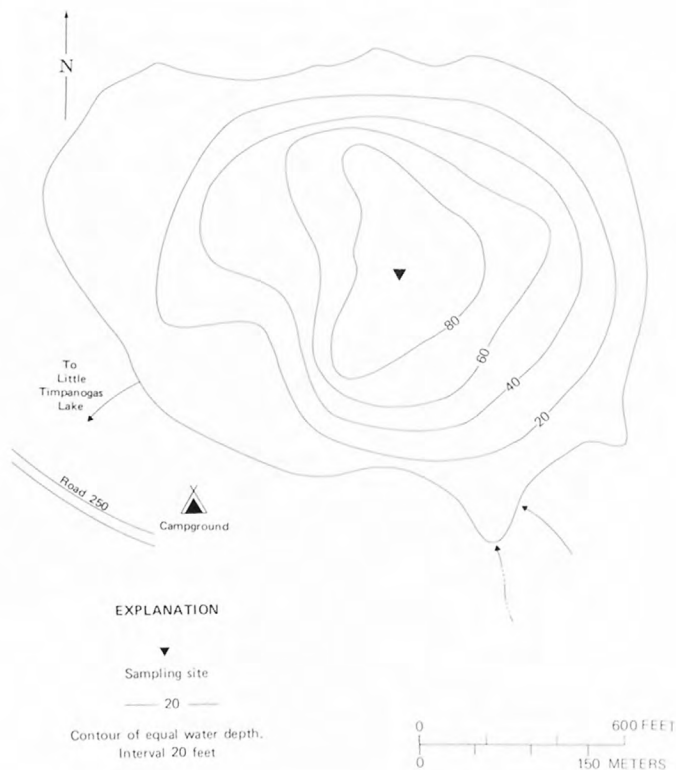 N
80
60
40
20
To
Little
Timpanogas
Lake
Road 250
Campground
EXPLANATION
Sampling site
20
Contour of equal water depth.
Interval 20 feet
0 600 FEET
0 150 METERS